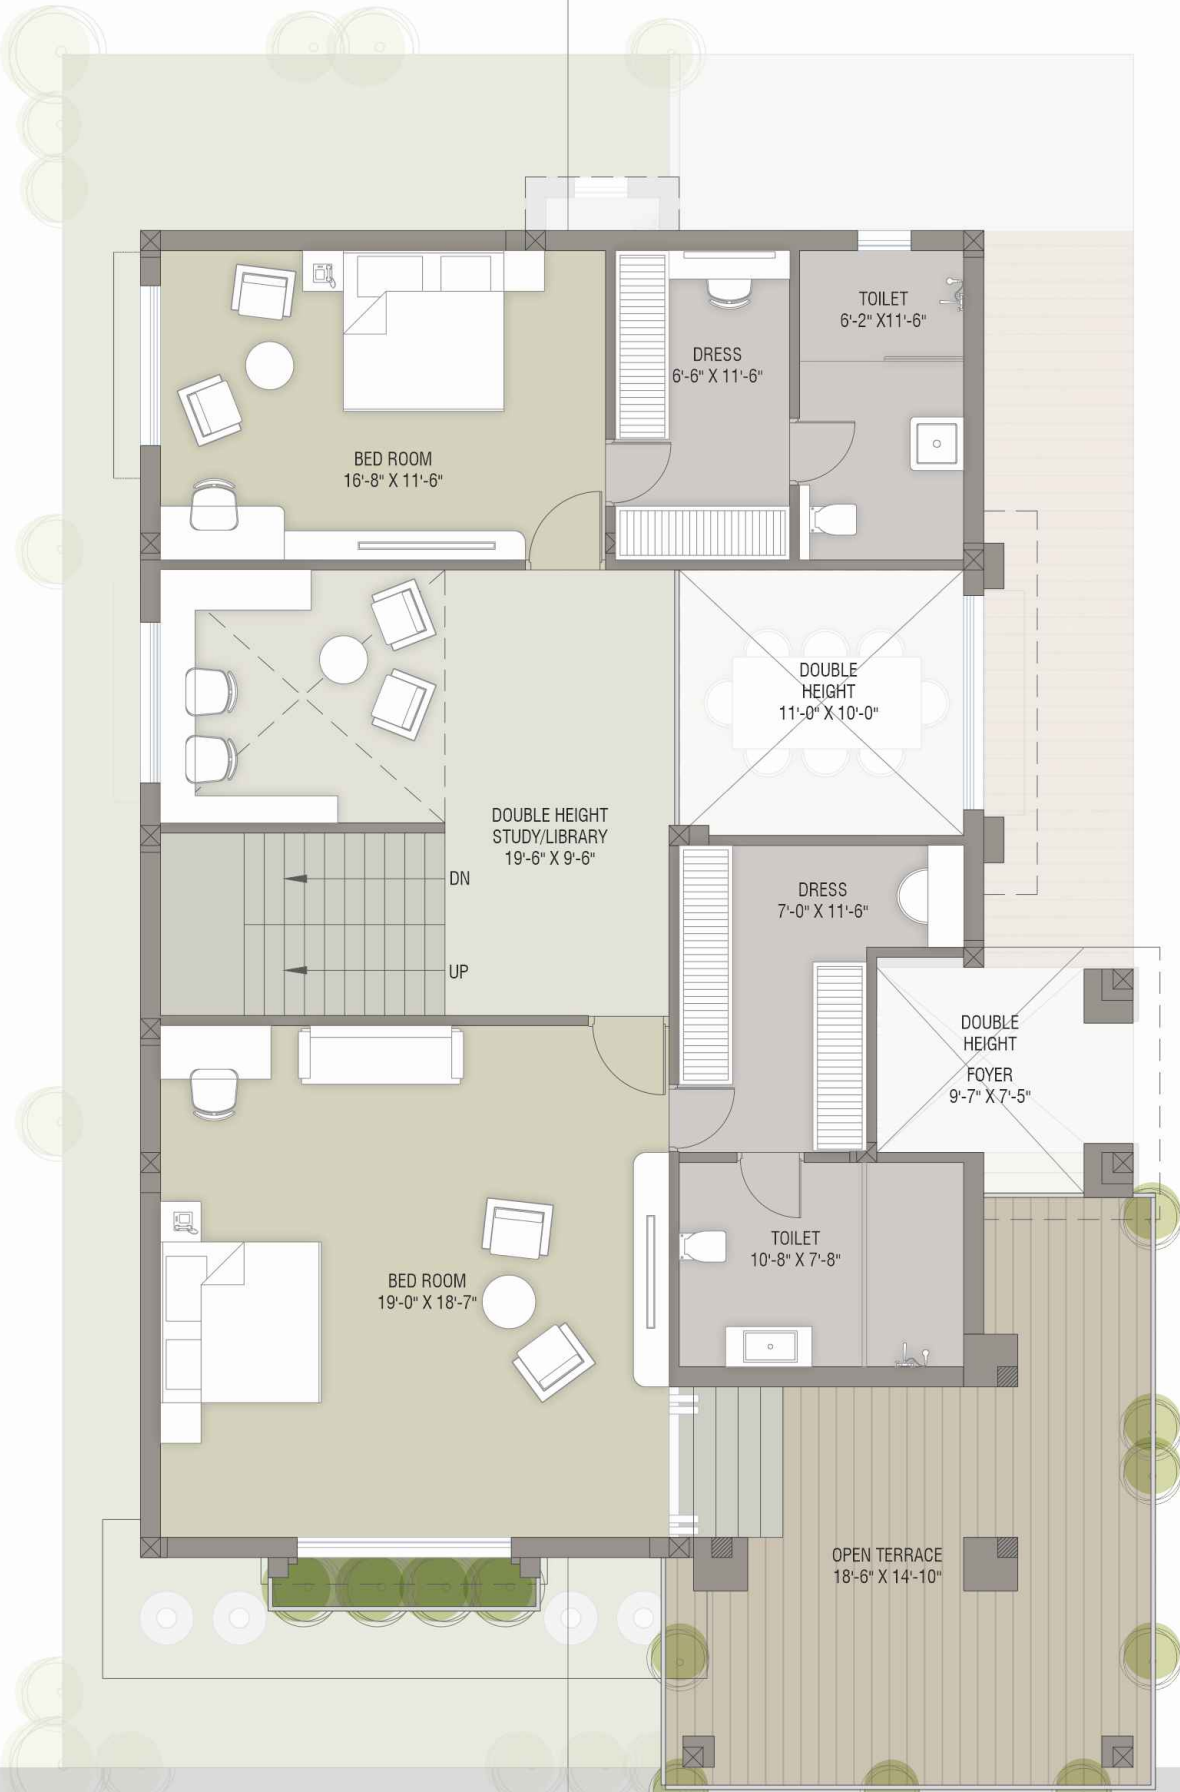 TOILET
6'-2" X11'-6"
DRESS
6'-6" X 11'-6"
BED ROOM
16'-8" X 11'-6"
DOUBLE
HEIGHT
11'-0" X 10'-0"
DOUBLE HEIGHT
STUDY/LIBRARY
19'-6" X 9'-6"
DN
UP
DRESS
7'-0" X 11'-6"
DOUBLE
HEIGHT
FOYER
9'-7" X 7'-5"
TOILET
10'-8" X 7'-8"
BED ROOM
19'-0" X 18'-7"
OPEN TERRACE
18'-6" X 14'-10"